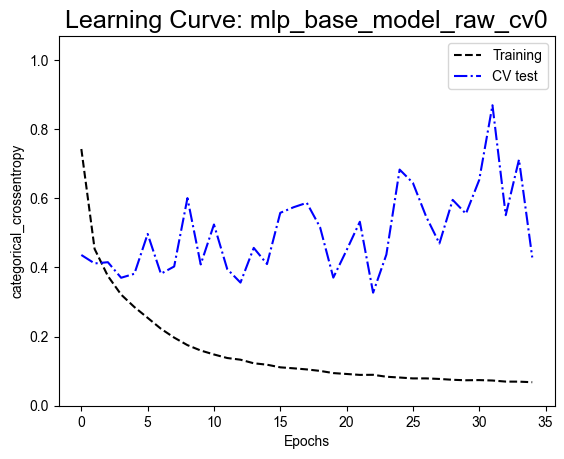 Learning Curve: mlp_base_model_raw_cv0
Training
CV test
categorical_crossentropy
1.0
0.8
0.6
0.4
0.2
0.0
0
5
10
15
20
25
30
35
Epochs